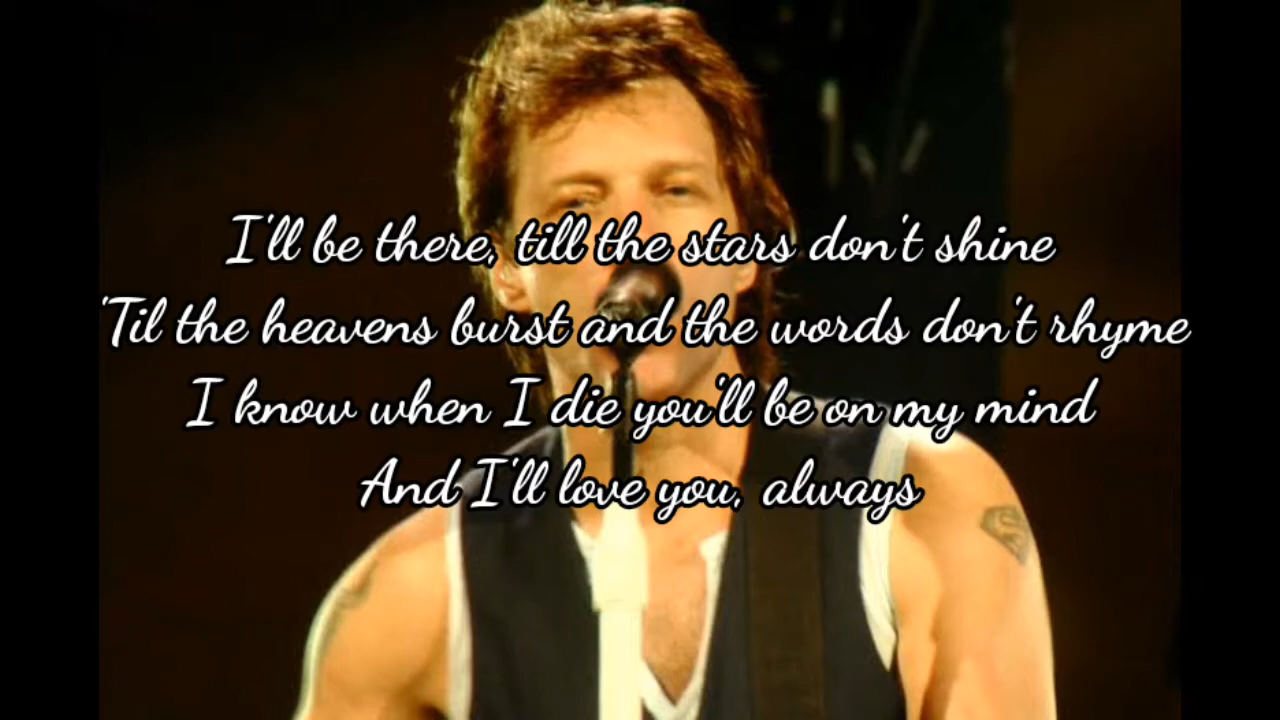 I'll be there, till the stars don't shine
'Til the heavens burst and the words don't rhyme
I know when I die you'll be on my mind
And I'll love you, always